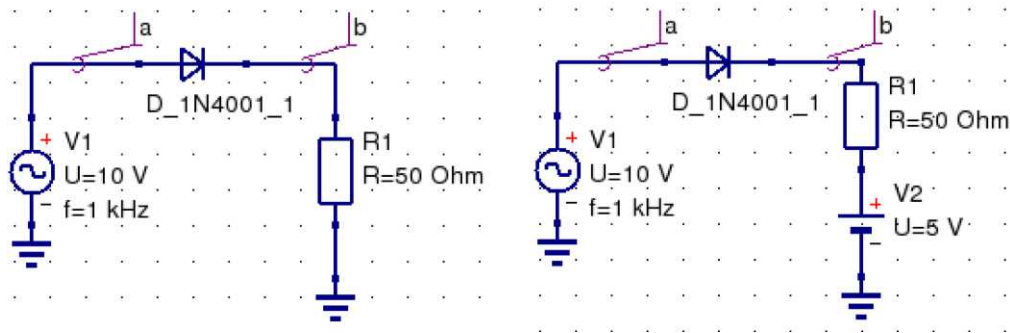 a
b
D_1N4001_1
+
V1
U=10 V
−
f=1 kHz
R1
R=50 Ohm
a
b
D_1N4001_1
R1
R=50 Ohm
+
V1
U=10 V
−
f=1 kHz
+
V2
U=5 V
−